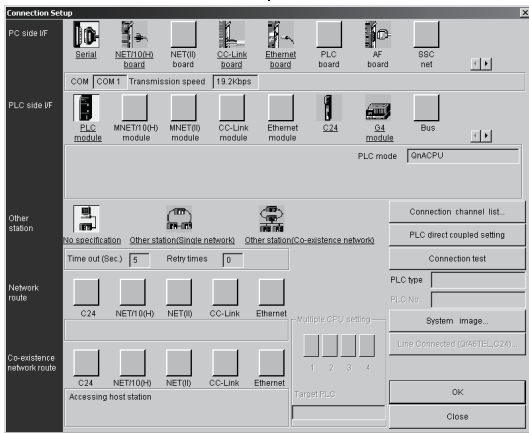 Connection Setup
PC side I/F
Serial
NET/10(H) board
NET(II) board
CC-Link board
Ethernet board
PLC board
AF board
SSC net
COM COM 1 Transmission speed 19.2Kbps
PLC side I/F
PLC module
MNET/10(H) module
MNET(II) module
CC-Link module
Ethernet module
C24
G4 module
Bus
PLC mode QnACPU
Other station
No specification
Other station(Single network)
Other station(Co-existence network)
Time out (Sec.) 5 Retry times 0
Connection channel list...
PLC direct coupled setting
Connection test
PLC type
PLC No.
System image...
Line Connected (Q/A6TEL,C24)...
Network route
C24
NET/10(H)
NET(II)
CC-Link
Ethernet
Multiple CPU setting
1 2 3 4
Target PLC
Co-existence network route
C24
NET/10(H)
NET(II)
CC-Link
Ethernet
Accessing host station
OK
Close